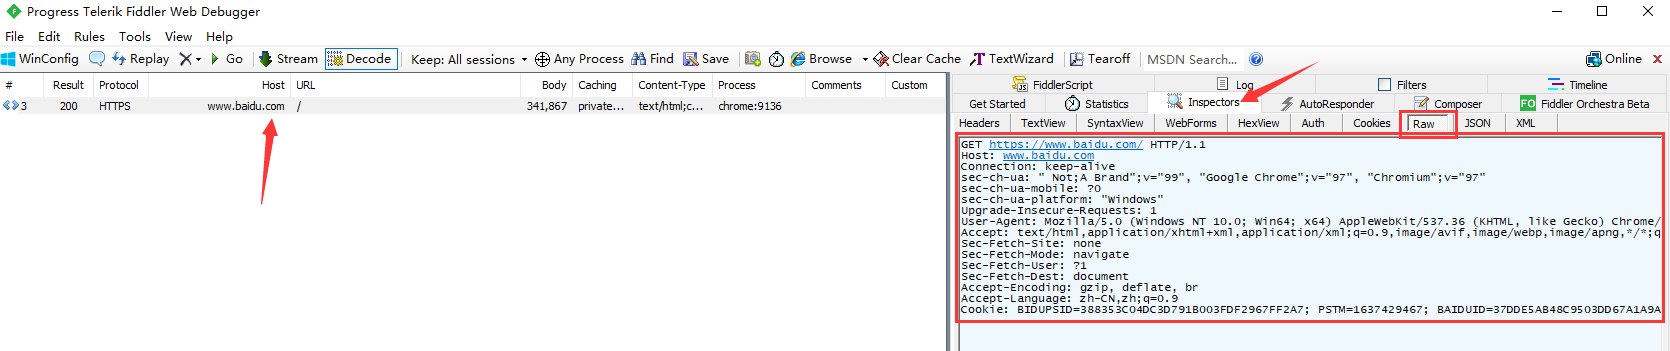 Progress Telerik Fiddler Web Debugger
File Edit Rules Tools View Help
WinConfig Replay Go Stream Decode Keep: All sessions Any Process Find Save Browse Clear Cache TextWizard Tearoff MSDN Search... Online
# Result Protocol Host URL Body Caching Content-Type Process Comments Custom
3 200 HTTPS www.baidu.com / 341,867 private... text/html;c... chrome:9136
FiddlerScript Log Filters Timeline
Get Started Statistics Inspectors AutoResponder Composer FO Fiddler Orchestra Beta
Headers TextView SyntaxView WebForms HexView Auth Cookies Raw JSON XML
GET https://www.baidu.com/ HTTP/1.1
Host: www.baidu.com
Connection: keep-alive
sec-ch-ua: " Not;A Brand";v="99", "Google Chrome";v="97", "Chromium";v="97"
sec-ch-ua-mobile: ?0
sec-ch-ua-platform: "Windows"
Upgrade-Insecure-Requests: 1
User-Agent: Mozilla/5.0 (Windows NT 10.0; Win64; x64) AppleWebKit/537.36 (KHTML, like Gecko) Chrome/
Accept: text/html,application/xhtml+xml,application/xml;q=0.9,image/avif,image/webp,image/apng,*/*;q
Sec-Fetch-Site: none
Sec-Fetch-Mode: navigate
Sec-Fetch-User: ?1
Sec-Fetch-Dest: document
Accept-Encoding: gzip, deflate, br
Accept-Language: zh-CN,zh;q=0.9
Cookie: BIDUPSID=388353C04DC3D791B003FDF2967FF2A7; PSTM=1637429467; BAIDUID=37DDE5AB48C9503DD67A1A9A